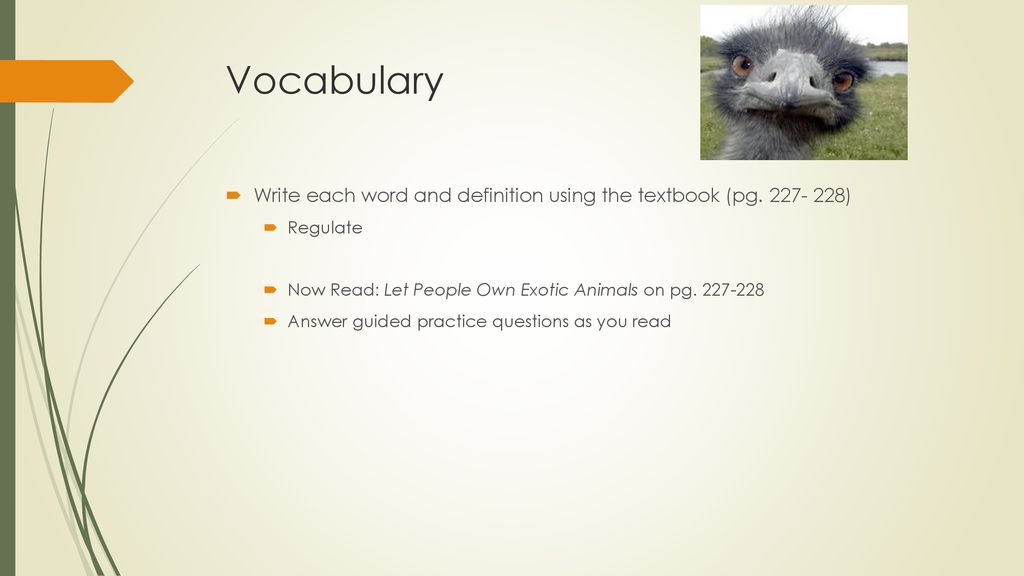 Vocabulary
Write each word and definition using the textbook (pg. 227- 228)
Regulate
Now Read: Let People Own Exotic Animals on pg. 227-228
Answer guided practice questions as you read